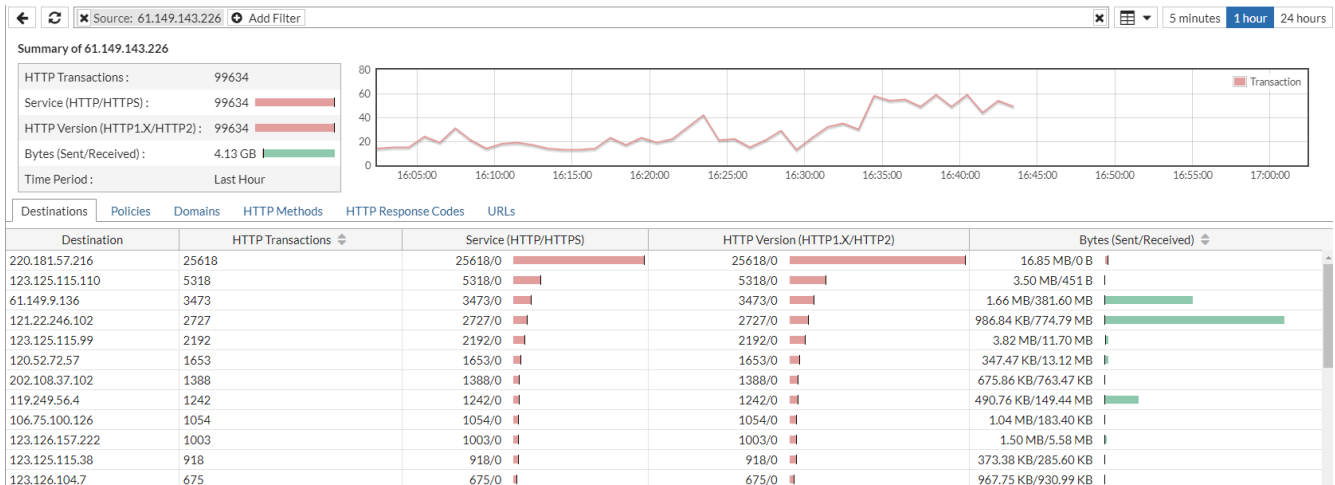 Source: 61.149.143.226 Add Filter 5 minutes 1 hour 24 hours
Summary of 61.149.143.226
HTTP Transactions : 99634
Service (HTTP/HTTPS) : 99634
HTTP Version (HTTP1.X/HTTP2) : 99634
Bytes (Sent/Received) : 4.13 GB
Time Period : Last Hour
80
60
40
20
0
Transaction
16:05:00 16:10:00 16:15:00 16:20:00 16:25:00 16:30:00 16:35:00 16:40:00 16:45:00 16:50:00 16:55:00 17:00:00
Destinations Policies Domains HTTP Methods HTTP Response Codes URLs
Destination HTTP Transactions Service (HTTP/HTTPS) HTTP Version (HTTP1.X/HTTP2) Bytes (Sent/Received)
220.181.57.216 25618 25618/0 25618/0 16.85 MB/0 B
123.125.115.110 5318 5318/0 5318/0 3.50 MB/451 B
61.149.9.136 3473 3473/0 3473/0 1.66 MB/381.60 MB
121.22.246.102 2727 2727/0 2727/0 986.84 KB/774.79 MB
123.125.115.99 2192 2192/0 2192/0 3.82 MB/11.70 MB
120.52.72.57 1653 1653/0 1653/0 347.47 KB/13.12 MB
202.108.37.102 1388 1388/0 1388/0 675.86 KB/763.47 KB
119.249.56.4 1242 1242/0 1242/0 490.76 KB/149.44 MB
106.75.100.126 1054 1054/0 1054/0 1.04 MB/183.40 KB
123.126.157.222 1003 1003/0 1003/0 1.50 MB/5.58 MB
123.125.115.38 918 918/0 918/0 373.38 KB/285.60 KB
123.126.104.7 675 675/0 675/0 967.75 KB/930.99 KB